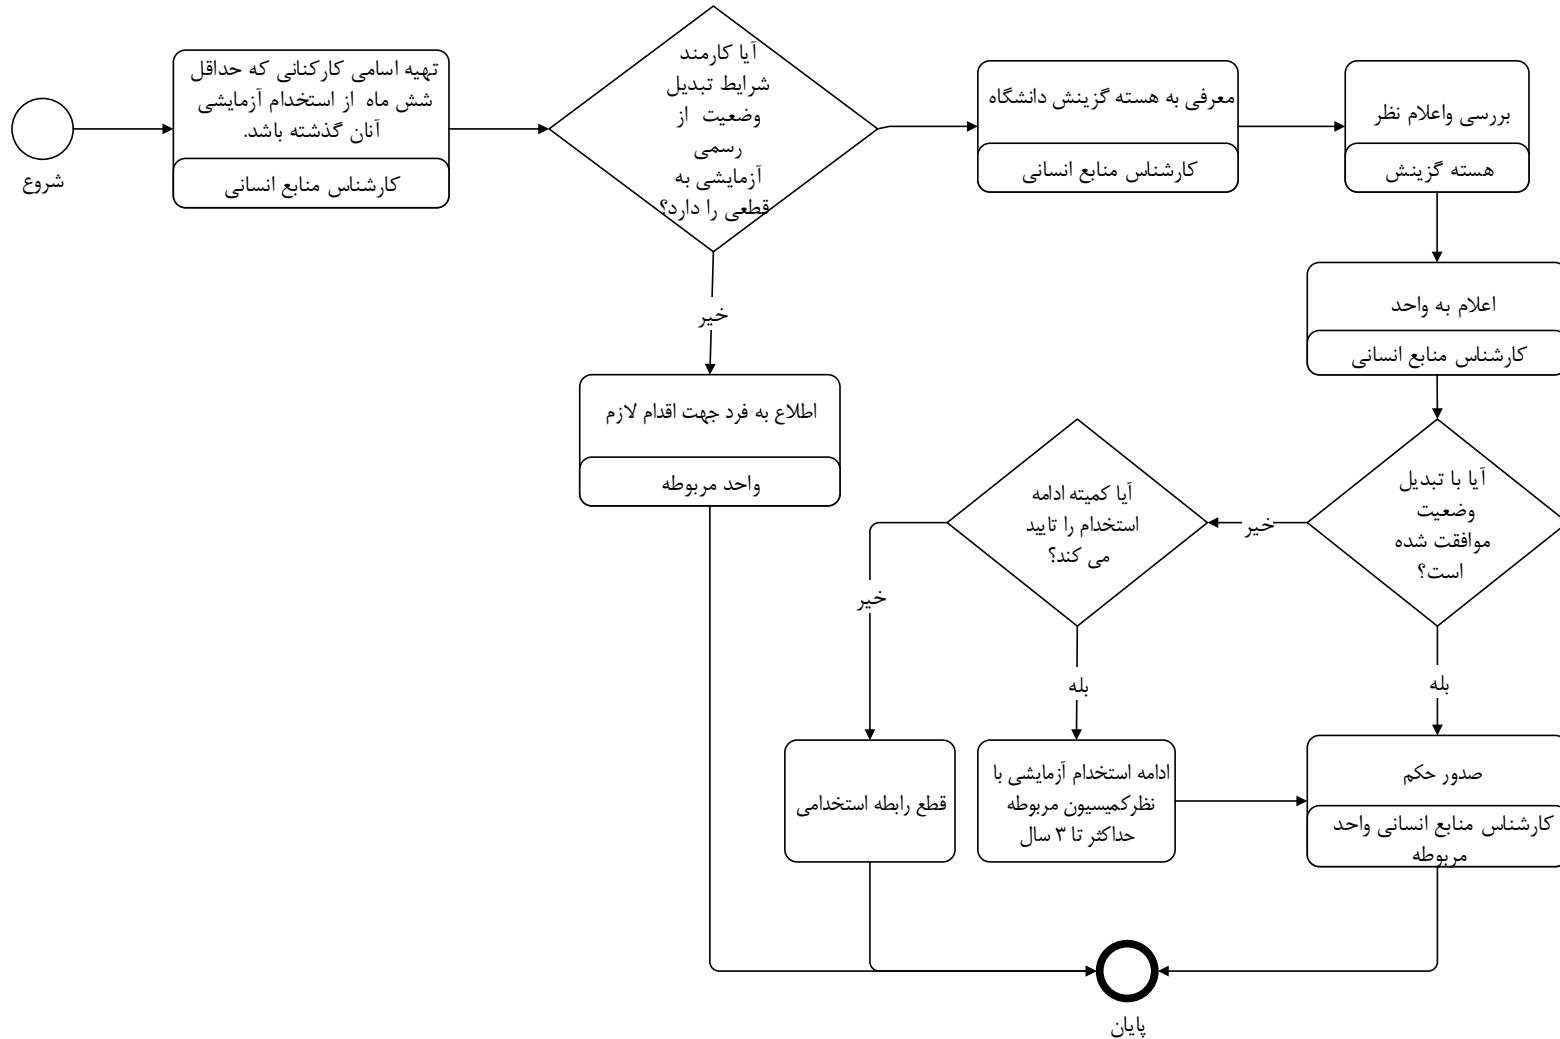 شروع
تهیه اسامی کارکنانی که حداقل
شش ماه از استخدام آزمایشی
آنان گذشته باشد.
کارشناس منابع انسانی
آیا کارمند
شرایط تبدیل
وضعیت از
رسمی
آزمایشی به
قطعی را دارد؟
معرفی به هسته گزینش دانشگاه
کارشناس منابع انسانی
بررسی واعلام نظر
هسته گزینش
خیر
اطلاع به فرد جهت اقدام لازم
واحد مربوطه
اعلام به واحد
کارشناس منابع انسانی
آیا با تبدیل
وضعیت
موافقت شده
است؟
خیر
آیا کمیته ادامه
استخدام را تایید
می کند؟
خیر
بله
بله
قطع رابطه استخدامی
ادامه استخدام آزمایشی با
نظرکمیسیون مربوطه
حداکثر تا ۳ سال
صدور حکم
کارشناس منابع انسانی واحد
مربوطه
پایان